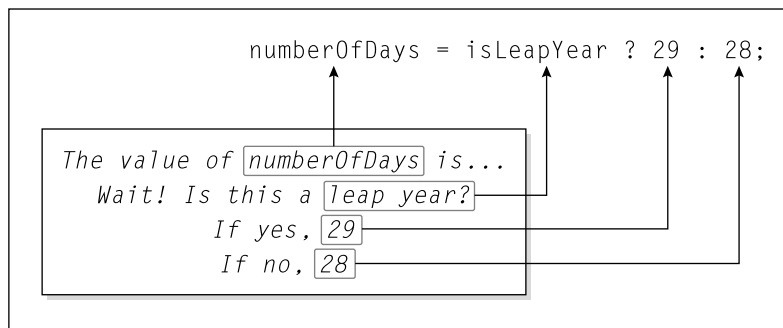 numberOfDays = isLeapYear ? 29 : 28;
The value of numberOfDays is...
Wait! Is this a leap year?
If yes, 29
If no, 28